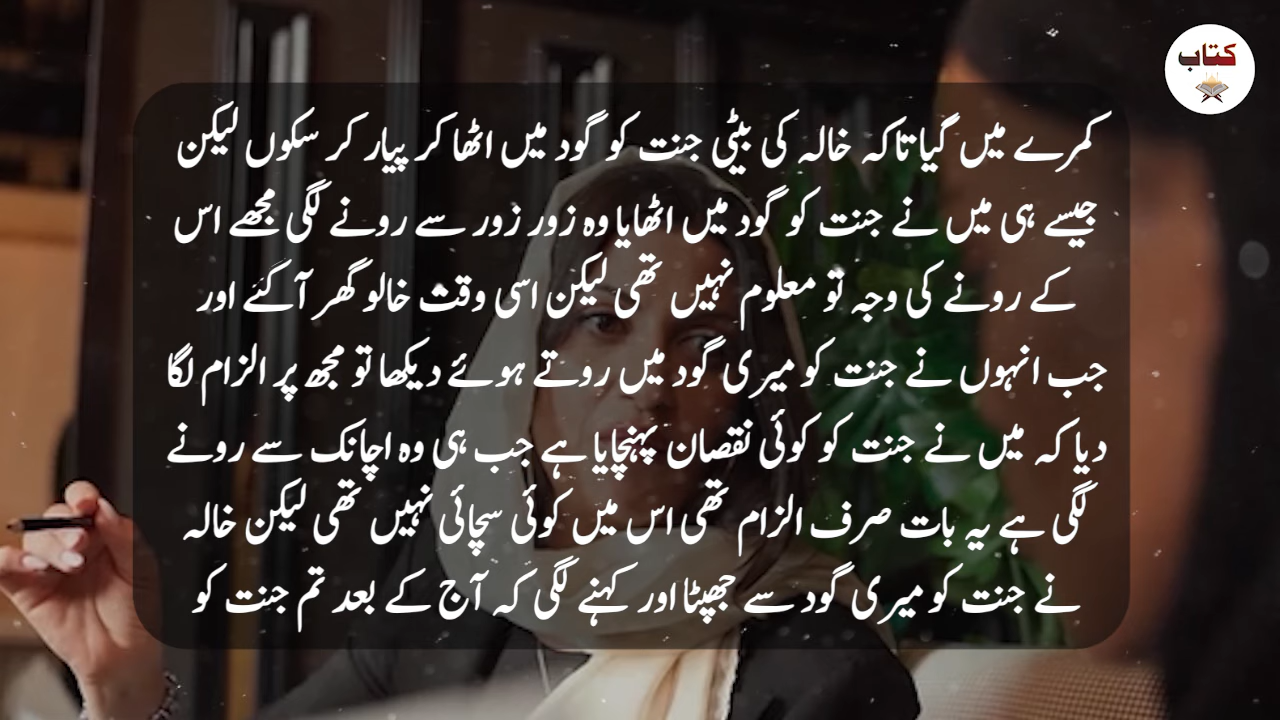 کتاب
کمرے میں گیا تاکہ خالہ کی بیٹی جنت کو گود میں اٹھا کر پیار کر سکوں لیکن
جیسے ہی میں نے جنت کو گود میں اٹھایا وہ زور زور سے رونے لگی مجھے اس
کے رونے کی وجہ تو معلوم نہیں تھی لیکن اسی وقت خالو گھر آ گئے اور
جب انہوں نے جنت کو میری گود میں روتے ہوئے دیکھا تو مجھ پر الزام لگا
دیا کہ میں نے جنت کو کوئی نقصان پہنچایا ہے جب ہی وہ اچانک سے رونے
لگی ہے یہ بات صرف الزام تھی اس میں کوئی سچائی نہیں تھی لیکن خالہ
نے جنت کو میری گود سے جھپٹا اور کہنے لگی کہ آج کے بعد تم جنت کو